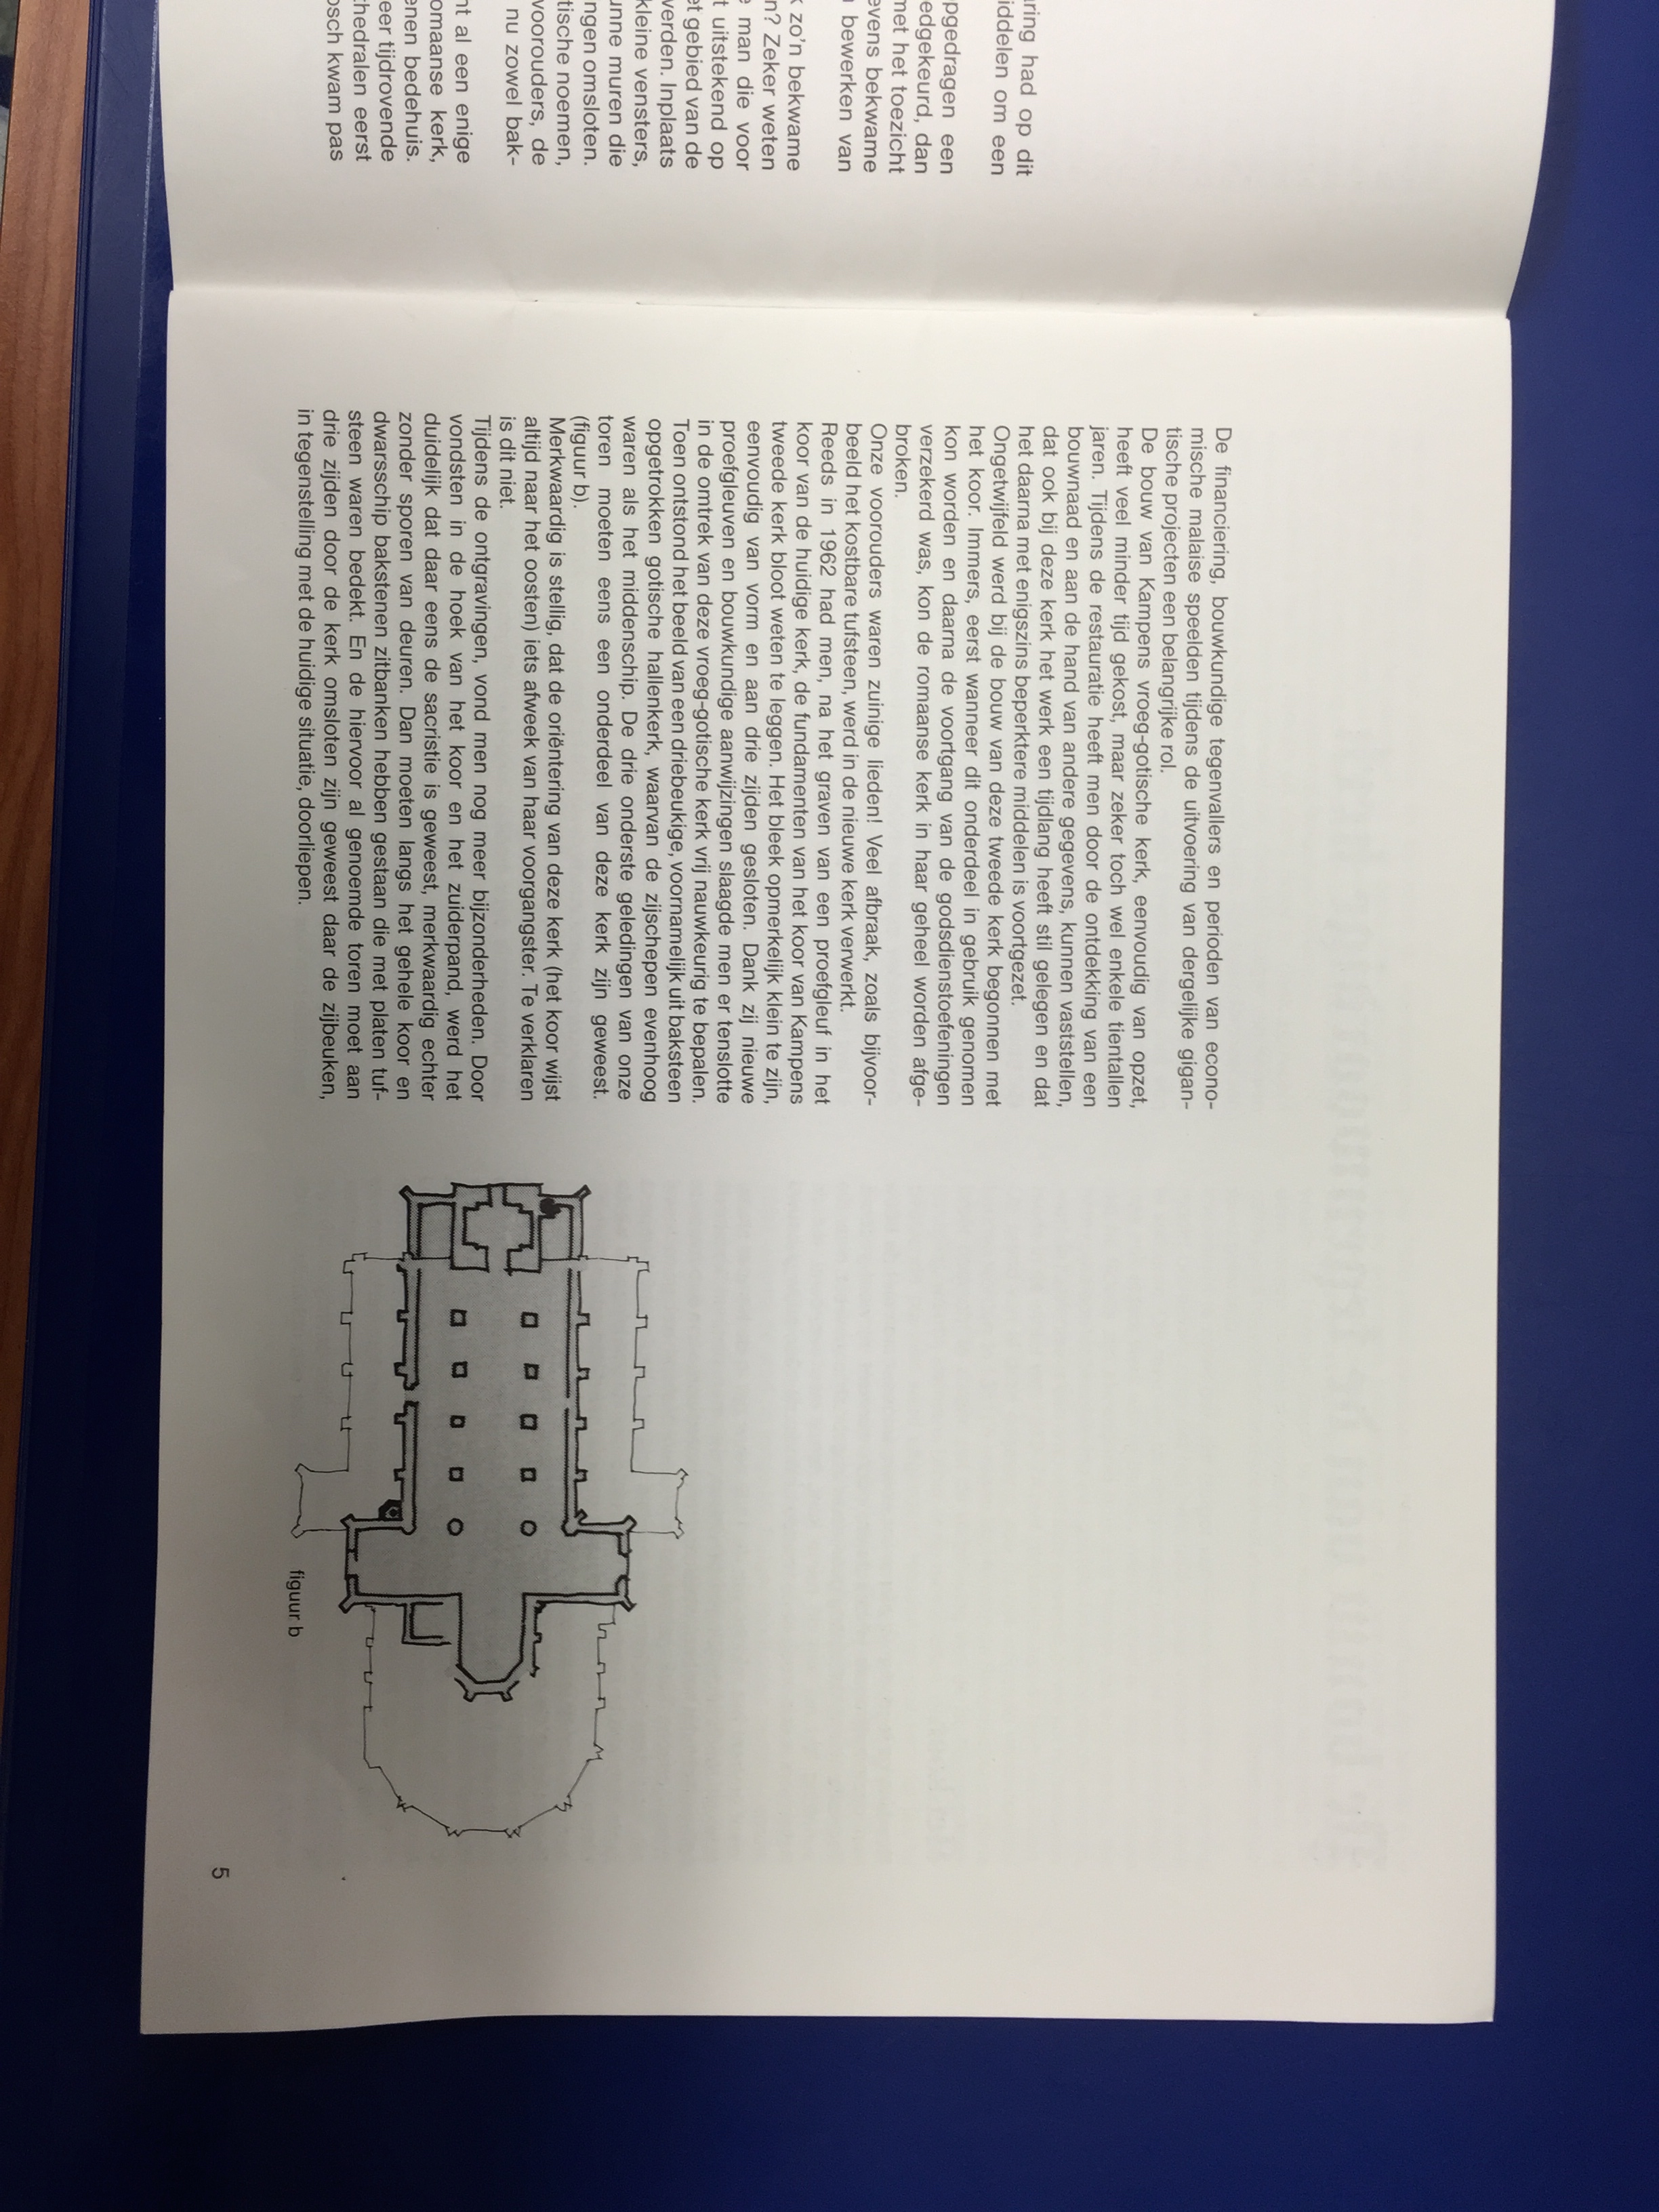 ring had op dit
iddelen om een
pgedragen een
edgekeurd, dan
net het toezicht
evens bekwame
bewerken van
zo'n bekwame
n? Zeker weten
man die voor
t uitstekend op
et gebied van de
verden. Inplaats
kleine vensters,
unne muren die
ngen omsloten.
tische noemen,
voorouders, de
nu zowel bak-
nt al een enige
omaanse kerk,
enen bedehuis.
eer tijdrovende
thedralen eerst
osch kwam pas
De financiering, bouwkundige tegenvallers en perioden van econo-
mische malaise speelden tijdens de uitvoering van dergelijke gigan-
tische projecten een belangrijke rol.
De bouw van Kampens vroeg-gotische kerk, eenvoudig van opzet,
heeft veel minder tijd gekost, maar zeker toch wel enkele tientallen
jaren. Tijdens de restauratie heeft men door de ontdekking van een
bouwnaad en aan de hand van andere gegevens, kunnen vaststellen,
dat ook bij deze kerk het werk een tijdlang heeft stil gelegen en dat
het daarna met enigszins beperktere middelen is voortgezet.
Ongetwijfeld werd bij de bouw van deze tweede kerk begonnen met
het koor. Immers, eerst wanneer dit onderdeel in gebruik genomen
kon worden en daarna de voortgang van de godsdienstoefeningen
verzekerd was, kon de romaanse kerk in haar geheel worden afge-
broken.
Onze voorouders waren zuinige lieden! Veel afbraak, zoals bijvoor-
beeld het kostbare tufsteen, werd in de nieuwe kerk verwerkt.
Reeds in 1962 had men, na het graven van een proefgleuf in het
koor van de huidige kerk, de fundamenten van het koor van Kampens
tweede kerk bloot weten te leggen. Het bleek opmerkelijk klein te zijn,
eenvoudig van vorm en aan drie zijden gesloten. Dank zij nieuwe
proefgleuven en bouwkundige aanwijzingen slaagde men er tenslotte
in de omtrek van deze vroeg-gotische kerk vrij nauwkeurig te bepalen.
Toen ontstond het beeld van een driebeukige, voornamelijk uit baksteen
opgetrokken gotische hallenkerk, waarvan de zijschepen evenhoog
waren als het middenschip. De drie onderste geledingen van onze
toren moeten eens een onderdeel van deze kerk zijn geweest.
(figuur b).
Merkwaardig is stellig, dat de oriëntering van deze kerk (het koor wijst
altijd naar het oosten) iets afweek van haar voorgangster. Te verklaren
is dit niet.
Tijdens de ontgravingen, vond men nog meer bijzonderheden. Door
vondsten in de hoek van het koor en het zuiderpand, werd het
duidelijk dat daar eens de sacristie is geweest, merkwaardig echter
zonder sporen van deuren. Dan moeten langs het gehele koor en
dwarsschip bakstenen zitbanken hebben gestaan die met platen tuf-
steen waren bedekt. En de hiervoor al genoemde toren moet aan
drie zijden door de kerk omsloten zijn geweest daar de zijbeuken,
in tegenstelling met de huidige situatie, doorliepen.
figuur b
5